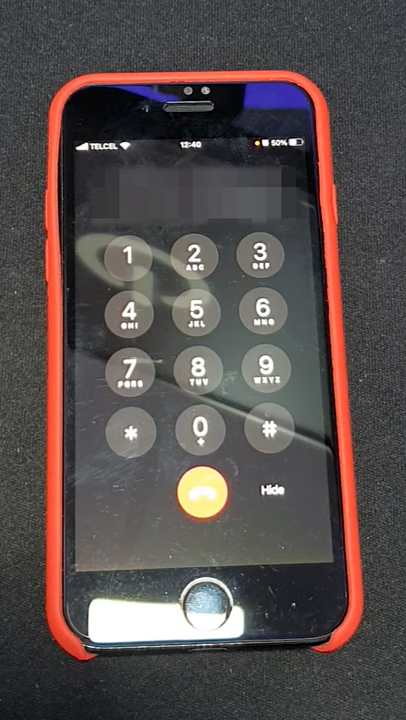 TELCEL 12:40 50%
1 2 3
ABC DEF
4 5 6
GHI JKL MNO
7 8 9
PQRS TUV WXYZ
* 0 #
+
Hide